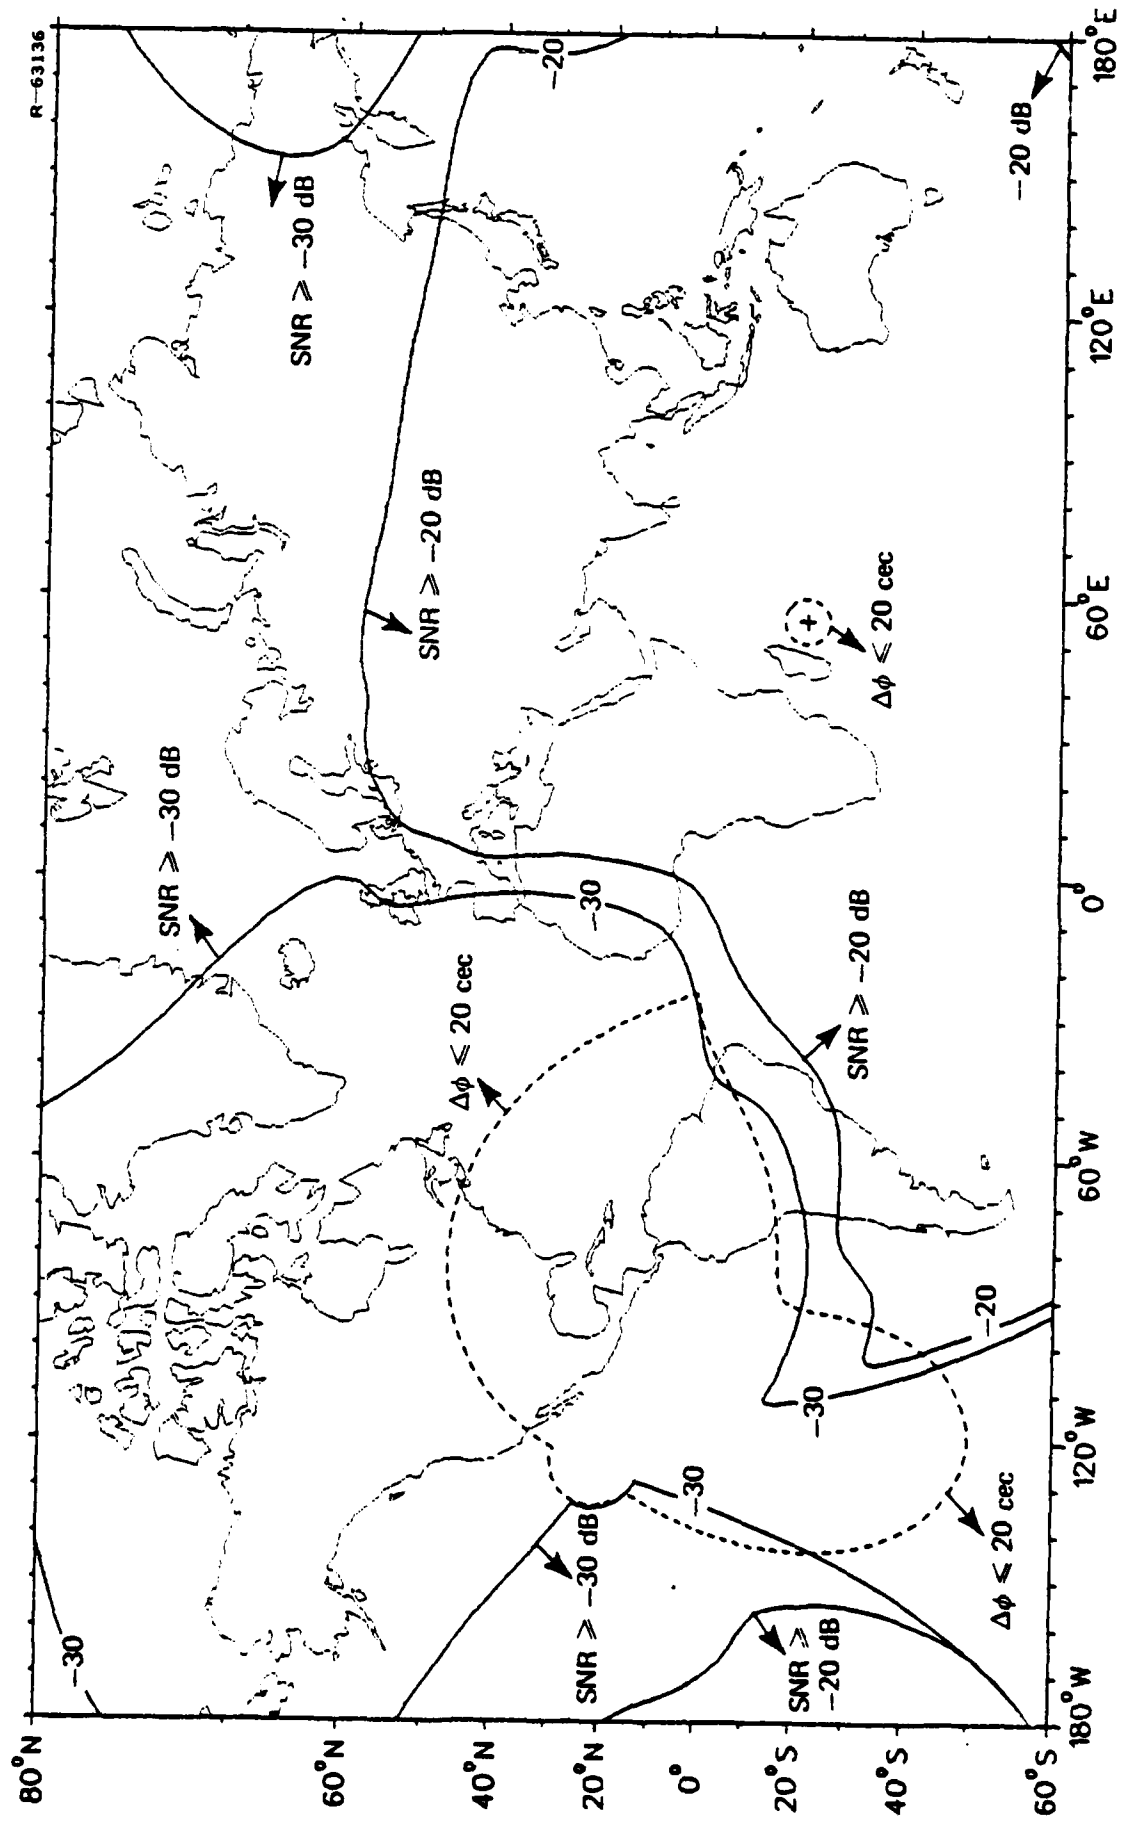 R-63136
80°N
60°N
40°N
20°N
0°
20°S
40°S
60°S
180°W
120°W
60°W
0°
60°E
120°E
180°E
-30
SNR ⩾ -30 dB
SNR ⩾ -30 dB
SNR ⩾ -20 dB
-20
Δϕ ⩽ 20 cec
-30
SNR ⩾ -30 dB
-30
SNR ⩾
-20 dB
-30
-20
Δϕ ⩽ 20 cec
SNR ⩾ -20 dB
+
Δϕ ⩽ 20 cec
-20 dB